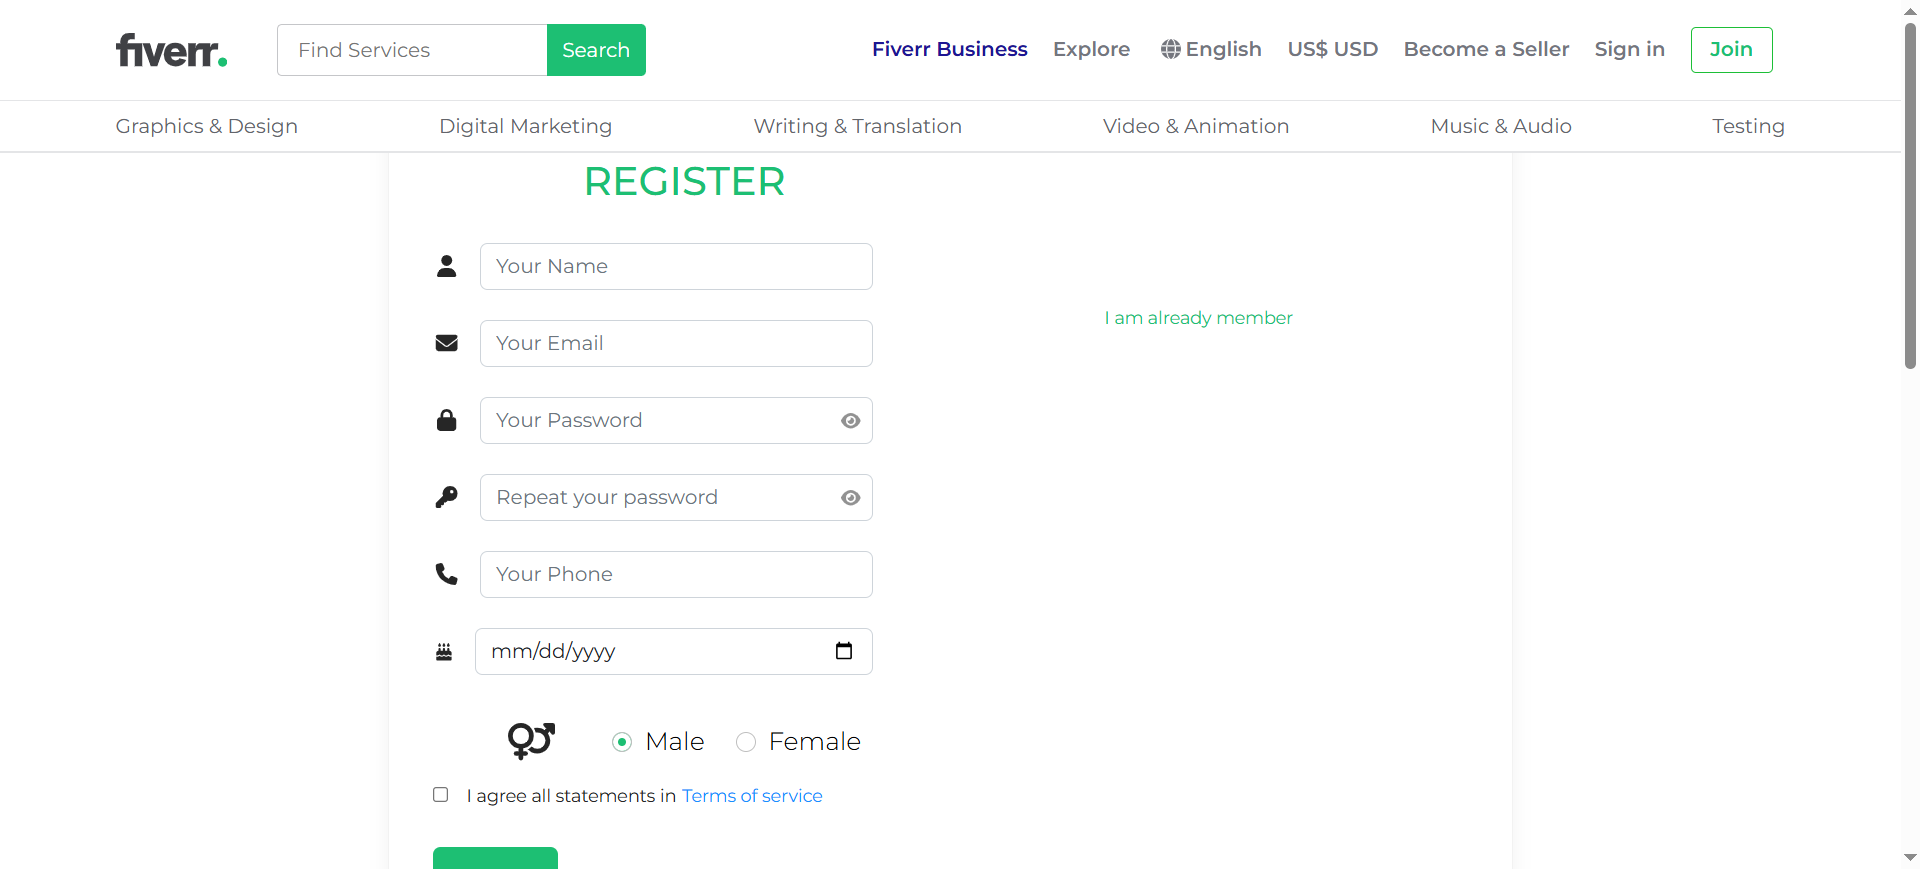 fiverr.
Find Services
Search
Fiverr Business
Explore
English
US$ USD
Become a Seller
Sign in
Join
Graphics & Design
Digital Marketing
Writing & Translation
Video & Animation
Music & Audio
Testing
REGISTER
Your Name
Your Email
I am already member
Your Password
Repeat your password
Your Phone
mm/dd/yyyy
Male
Female
I agree all statements in Terms of service